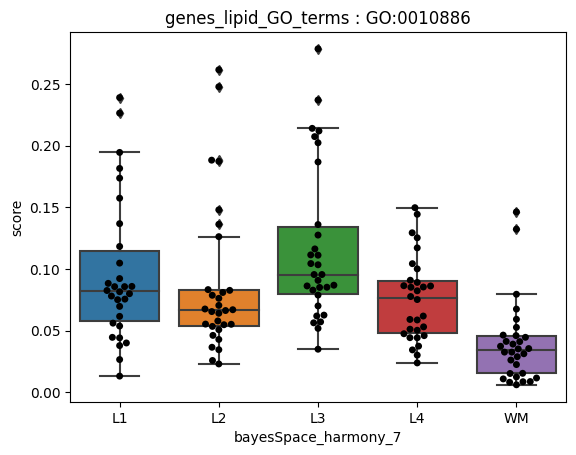 genes_lipid_GO_terms : GO:0010886
0.25
0.20
0.15
0.10
0.05
0.00
score
L1 L2 L3 L4 WM
bayesSpace_harmony_7